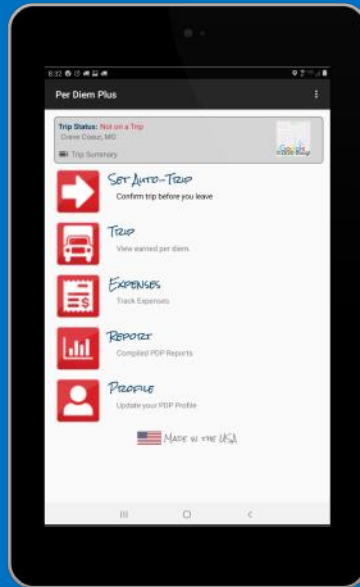 8:32
Per Diem Plus
Trip Status: Not on a Trip
Creve Coeur, MO
Trip Summary
Google
SET AUTO-TRIP
Confirm trip before you leave
TRIP
View earned per diem.
EXPENSES
Track Expenses
REPORT
Compiled PDP Reports
PROFILE
Update your PDP Profile
MADE IN THE USA